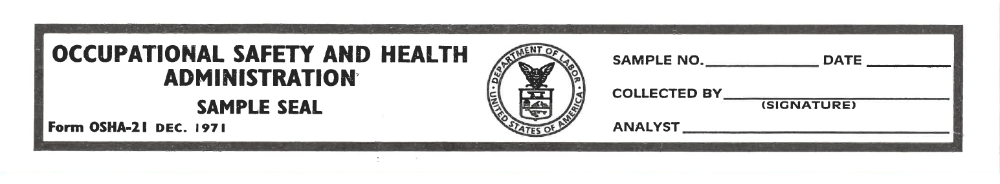 OCCUPATIONAL SAFETY AND HEALTH
ADMINISTRATION
SAMPLE SEAL
Form OSHA-21 DEC. 1971
DEPARTMENT OF LABOR
UNITED STATES OF AMERICA
SAMPLE NO. DATE
COLLECTED BY
(SIGNATURE)
ANALYST